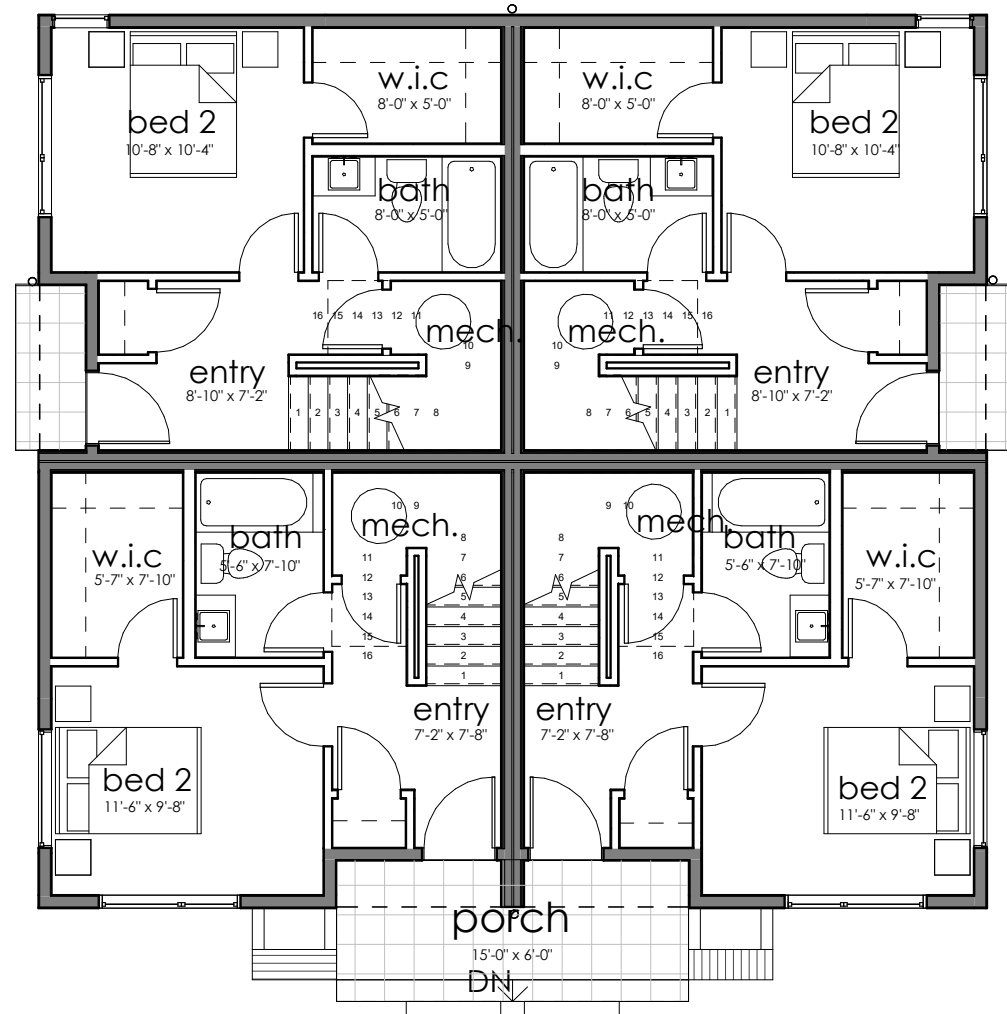 w.i.c
8'-0" x 5'-0"
w.i.c
8'-0" x 5'-0"
bed 2
10'-8" x 10'-4"
bed 2
10'-8" x 10'-4"
bath
8'-0" x 5'-0"
bath
8'-0" x 5'-0"
16 15 14 13 12 11
10
9
mech.
mech.
11 12 13 14 15 16
10
9
entry
8'-10" x 7'-2"
entry
8'-10" x 7'-2"
1 2 3 4 5 6 7 8
8 7 6 5 4 3 2 1
w.i.c
5'-7" x 7'-10"
bath
5'-6" x 7'-10"
mech.
10 9
11
12
13
14
15
16
8
7
6
5
4
3
2
1
mech.
9 10
11
12
13
14
15
16
8
7
6
5
4
3
2
1
bath
5'-6" x 7'-10"
w.i.c
5'-7" x 7'-10"
entry
7'-2" x 7'-8"
entry
7'-2" x 7'-8"
bed 2
11'-6" x 9'-8"
bed 2
11'-6" x 9'-8"
porch
15'-0" x 6'-0"
DN